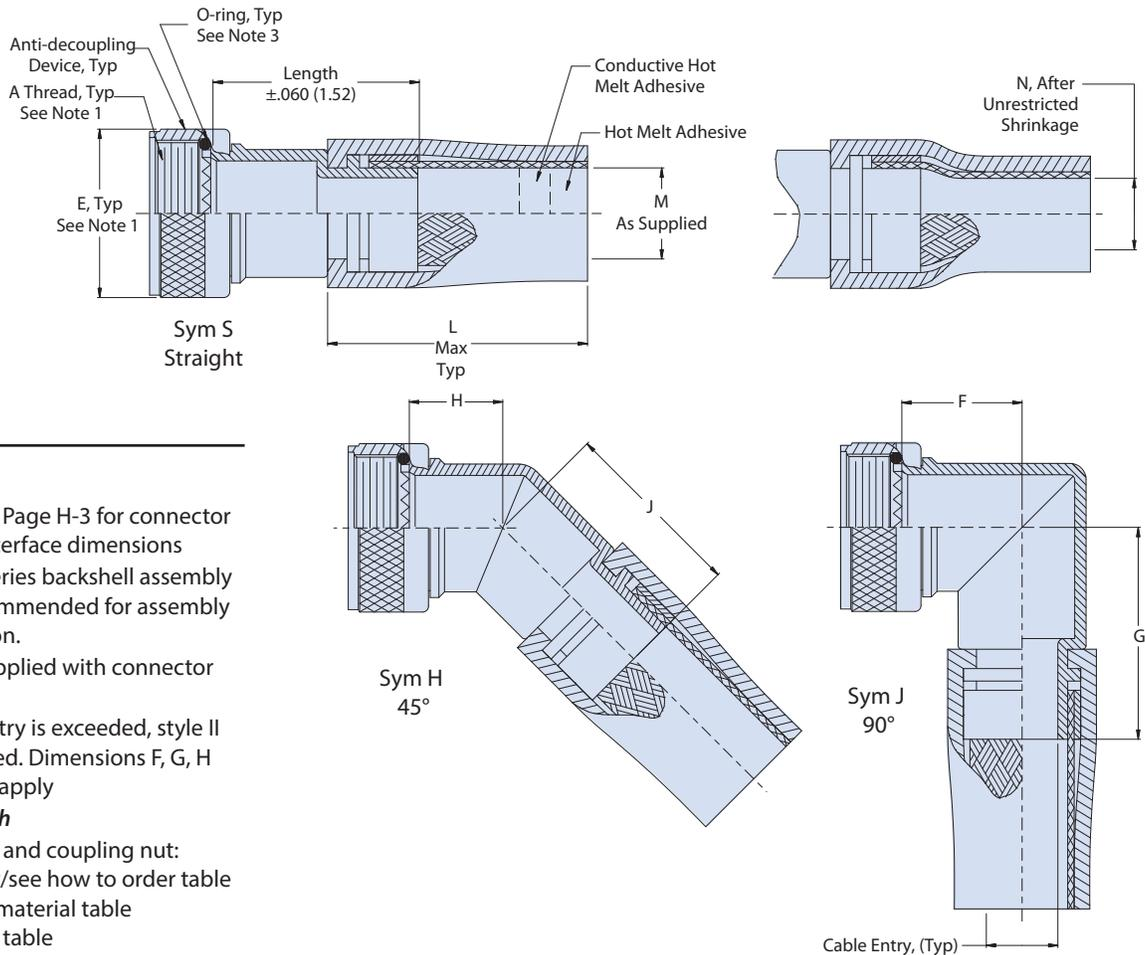 O-ring, Typ
See Note 3
Anti-decoupling
Device, Typ
A Thread, Typ
See Note 1
Length
±.060 (1.52)
Conductive Hot
Melt Adhesive
Hot Melt Adhesive
E, Typ
See Note 1
M
As Supplied
N, After
Unrestricted
Shrinkage
Sym S
Straight
L
Max
Typ
H
F
J
G
Sym H
45°
Sym J
90°
Cable Entry, (Typ)
Page H-3 for connector
terface dimensions
eries backshell assembly
ommended for assembly
on.
upplied with connector
try is exceeded, style II
ed. Dimensions F, G, H
apply
h
and coupling nut:
/see how to order table
material table
table